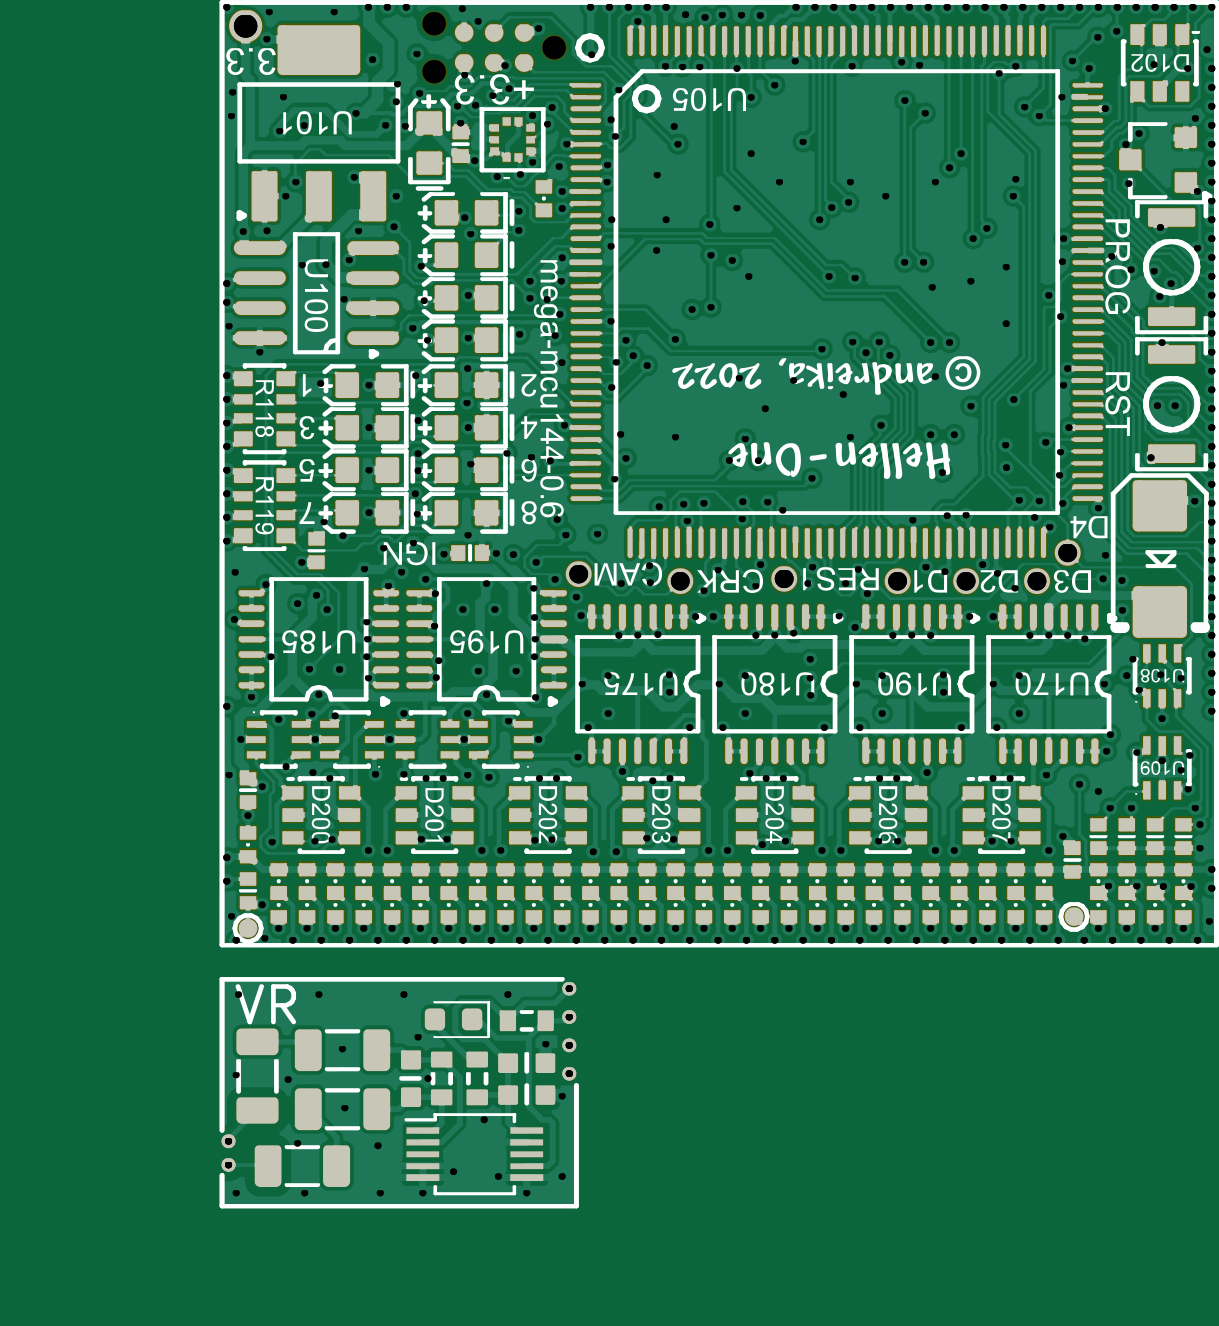 3.3
+3.3
U101
U105
D102
PROG
U100
mega-mcu144-0.6
© andreika, 2022
Hellen-One
RST
R118
R119
1
2
3
4
5
6
7
8
IGN
D4
CAM
CRK
RES1
D1
D2
D3
U185
U195
U175
U180
U190
U170
U108
U109
D200
D201
D202
D203
D204
D206
D207
VR